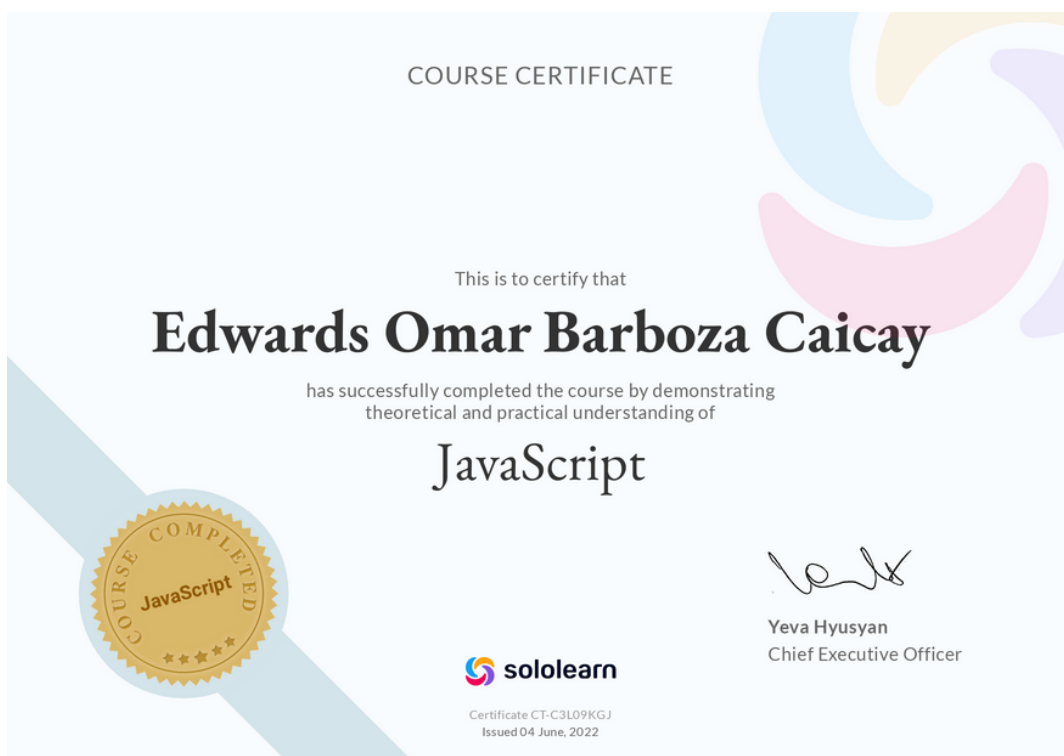 COURSE CERTIFICATE
This is to certify that
Edwards Omar Barboza Caicay
has successfully completed the course by demonstrating
theoretical and practical understanding of
JavaScript
COURSE COMPLETED
JavaScript
Yeva Hyusyan
Chief Executive Officer
sololearn
Certificate CT-C3L09KGJ
Issued 04 June, 2022